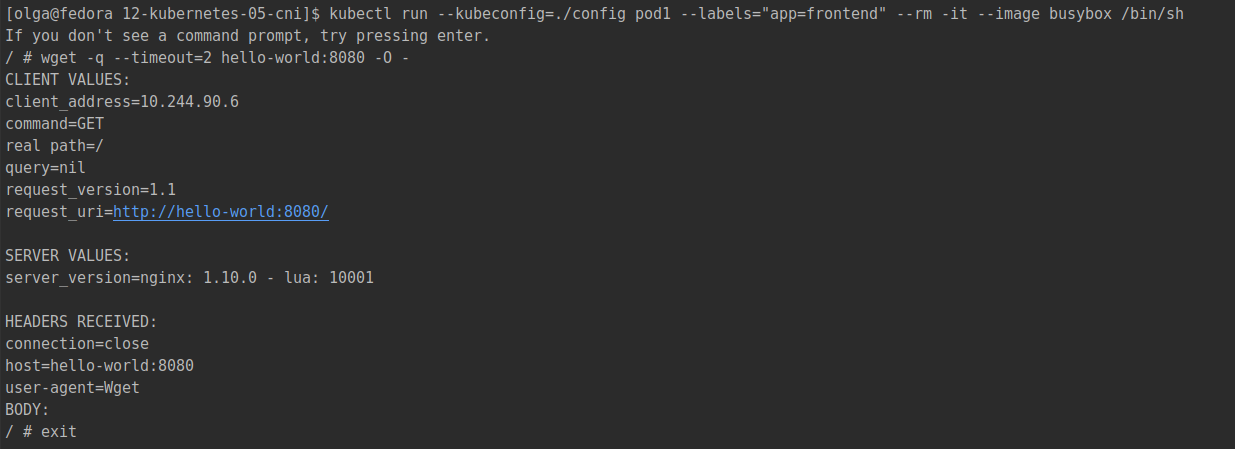 [olga@fedora 12-kubernetes-05-cni]$ kubectl run --kubeconfig=./config pod1 --labels="app=frontend" --rm -it --image busybox /bin/sh
If you don't see a command prompt, try pressing enter.
/ # wget -q --timeout=2 hello-world:8080 -O -
CLIENT VALUES:
client_address=10.244.90.6
command=GET
real path=/
query=nil
request_version=1.1
request_uri=http://hello-world:8080/

SERVER VALUES:
server_version=nginx: 1.10.0 - lua: 10001

HEADERS RECEIVED:
connection=close
host=hello-world:8080
user-agent=Wget
BODY:
/ # exit